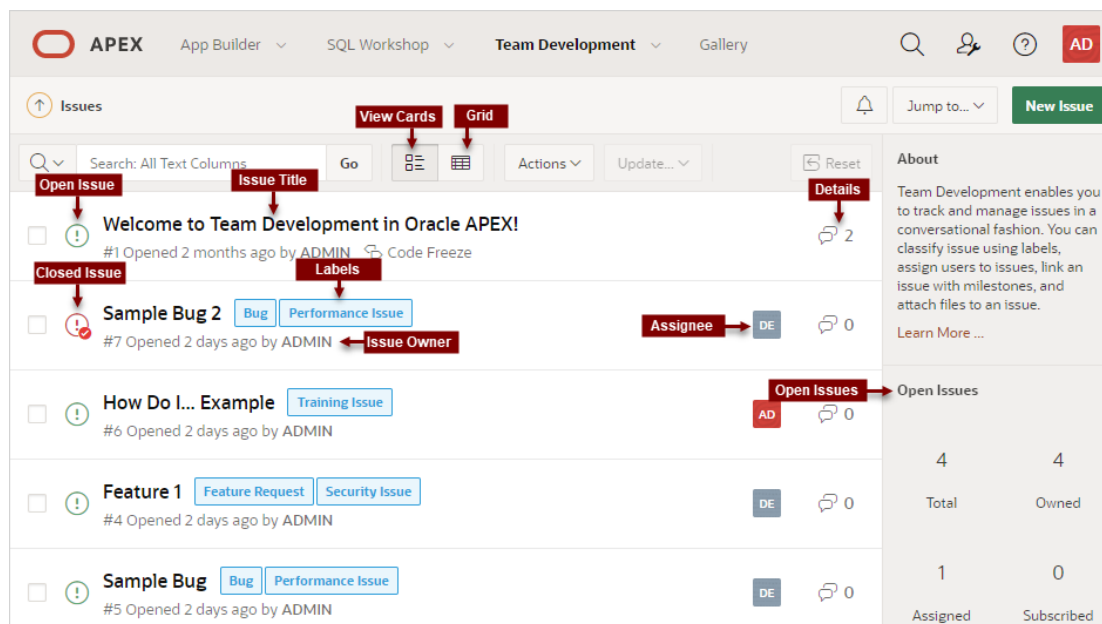 APEX App Builder SQL Workshop Team Development Gallery AD
Issues Jump to... New Issue
View Cards Grid
Search: All Text Columns Go Actions Update... Reset
Open Issue Issue Title Details
Welcome to Team Development in Oracle APEX! 2
#1 Opened 2 months ago by ADMIN Code Freeze
Closed Issue Labels
Sample Bug 2 Bug Performance Issue Assignee DE 0
#7 Opened 2 days ago by ADMIN Issue Owner
How Do I... Example Training Issue AD 0
#6 Opened 2 days ago by ADMIN
Feature 1 Feature Request Security Issue DE 0
#4 Opened 2 days ago by ADMIN
Sample Bug Bug Performance Issue DE 0
#5 Opened 2 days ago by ADMIN
About
Team Development enables you
to track and manage issues in a
conversational fashion. You can
classify issue using labels,
assign users to issues, link an
issue with milestones, and
attach files to an issue.
Learn More ...
Open Issues Open Issues
4 4
Total Owned
1 0
Assigned Subscribed